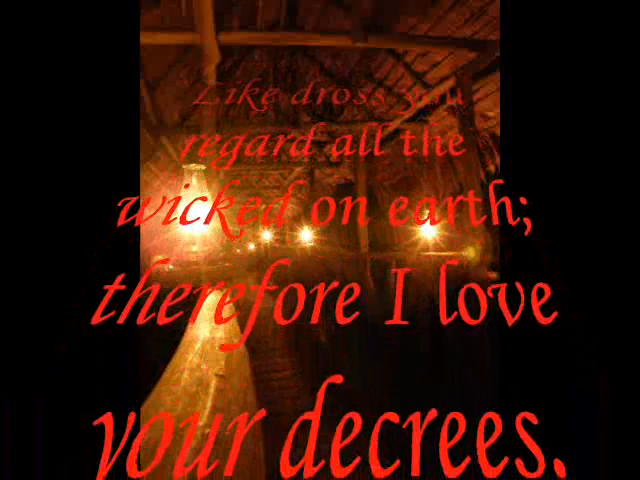 Like dross you
regard all the
wicked on earth;
therefore I love
your decrees.